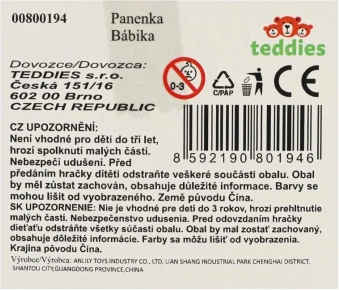 00800194
Panenka
Bábika
teddies
Dovozce/Dovozca:
TEDDIES s.r.o.
Česká 151/16
602 00 Brno
CZECH REPUBLIC
0-3
C/PÁP
CE
8 592190 801946
CZ UPOZORNĚNÍ:
Není vhodné pro děti do tří let,
hrozí spolknutí malých částí.
Nebezpečí udušení. Před
předáním hračky dítěti odstraňte veškeré součásti obalu. Obal
by měl zůstat zachován, obsahuje důležité informace. Barvy se
mohou lišit od vyobrazeného. Země původu Čína.
SK UPOZORNENIE: Nie je vhodné pre deti do 3 rokov, hrozí prehltnutie
malých častí. Nebezpečenstvo udusenia. Pred odovzdaním hračky
dieťaťu odstráňte všetky súčasti obalu. Obal by mal zostať zachovaný,
obsahuje dôležité informácie. Farby sa môžu líšiť od vyobrazenia.
Krajina pôvodu Čína.
Výrobce/Výrobca: ANLILY TOYS INDUSTRY CO., LTD, LIAN SHANG INDUSTRIAL PARK CHENGHAI DISTRICT,
SHANTOU CITY,GUANGDONG PROVINCE,CHINA